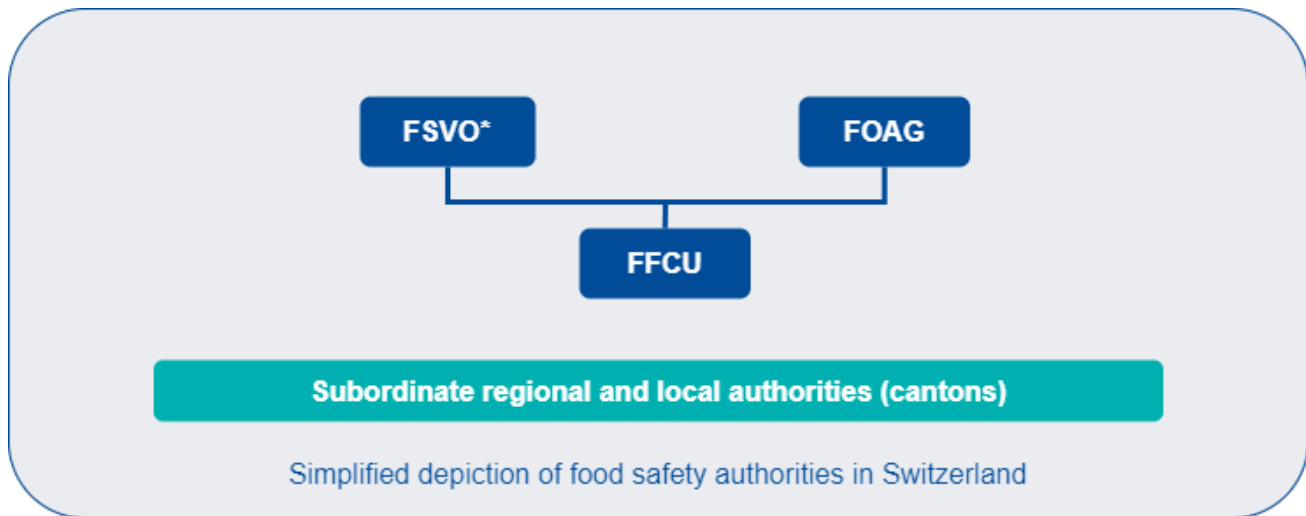 FSVO*
FOAG
FFCU
Subordinate regional and local authorities (cantons)
Simplified depiction of food safety authorities in Switzerland